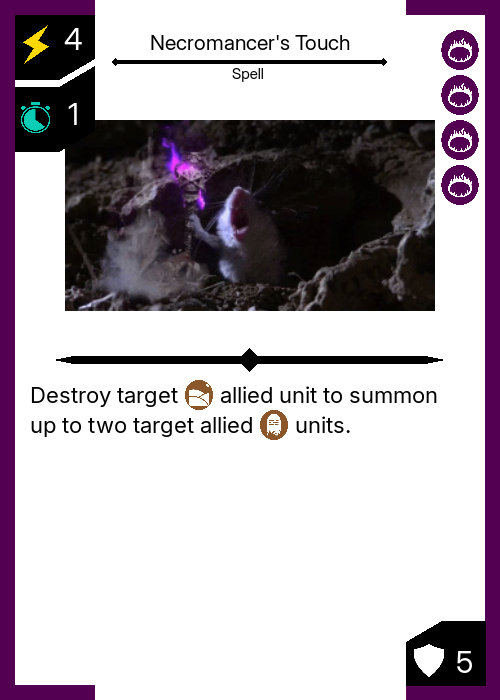 4
Necromancer's Touch
Spell
1
Destroy target allied unit to summon
up to two target allied units.
5